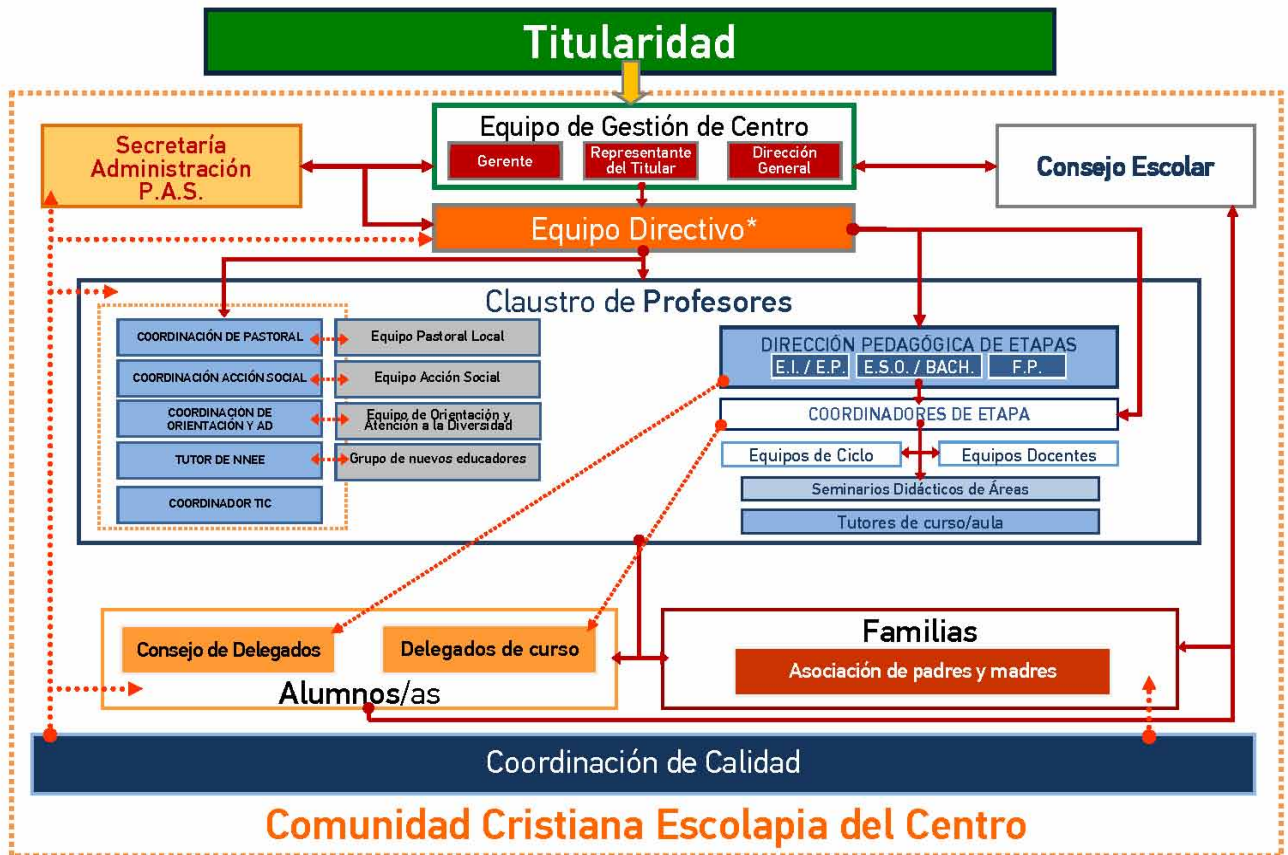 Titularidad
Equipo de Gestión de Centro
Gerente
Representante
del Titular
Dirección
General
Secretaría
Administración
P.A.S.
Consejo Escolar
Equipo Directivo*
Claustro de Profesores
COORDINACIÓN DE PASTORAL
Equipo Pastoral Local
COORDINACIÓN ACCIÓN SOCIAL
Equipo Acción Social
COORDINACIÓN DE
ORIENTACIÓN Y AD
Equipo de Orientación y
Atención a la Diversidad
TUTOR DE NNEE
Grupo de nuevos educadores
COORDINADOR TIC
DIRECCIÓN PEDAGÓGICA DE ETAPAS
E.I. / E.P.
E.S.O. / BACH.
F.P.
COORDINADORES DE ETAPA
Equipos de Ciclo
Equipos Docentes
Seminarios Didácticos de Áreas
Tutores de curso/aula
Consejo de Delegados
Delegados de curso
Alumnos/as
Familias
Asociación de padres y madres
Coordinación de Calidad
Comunidad Cristiana Escolapia del Centro